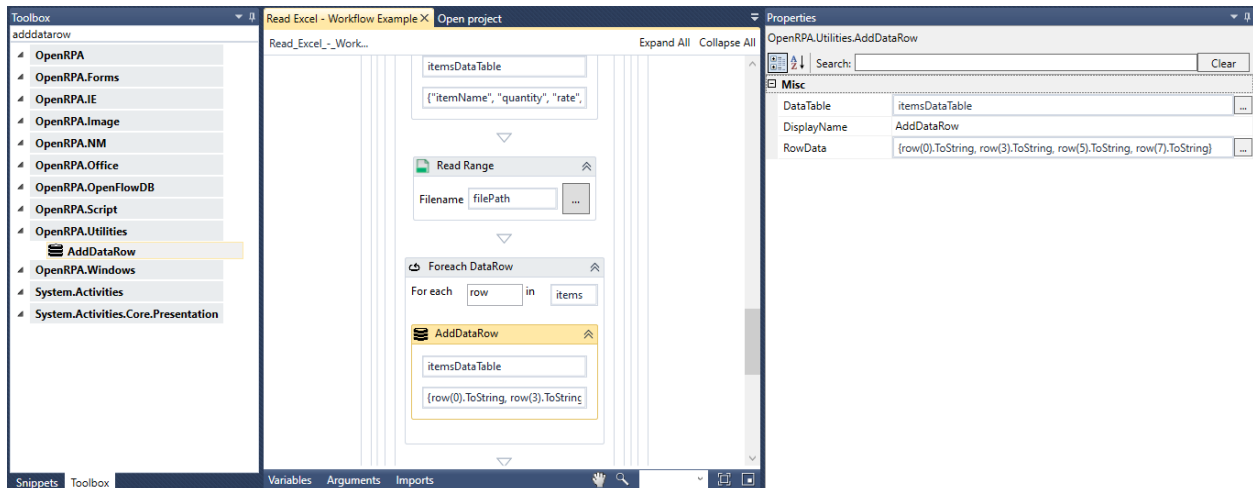 Toolbox
adddatarow
OpenRPA
OpenRPA.Forms
OpenRPA.IE
OpenRPA.Image
OpenRPA.NM
OpenRPA.Office
OpenRPA.OpenFlowDB
OpenRPA.Script
OpenRPA.Utilities
AddDataRow
OpenRPA.Windows
System.Activities
System.Activities.Core.Presentation
Snippets Toolbox
Read Excel - Workflow Example Open project
Read_Excel_-_Work... Expand All Collapse All
itemsDataTable
{"itemName", "quantity", "rate",
Read Range
Filename filePath ...
Foreach DataRow
For each row in items
AddDataRow
itemsDataTable
{row(0).ToString, row(3).ToString
Variables Arguments Imports
Properties
OpenRPA.Utilities.AddDataRow
Search: Clear
Misc
DataTable itemsDataTable ...
DisplayName AddDataRow
RowData {row(0).ToString, row(3).ToString, row(5).ToString, row(7).ToString} ...